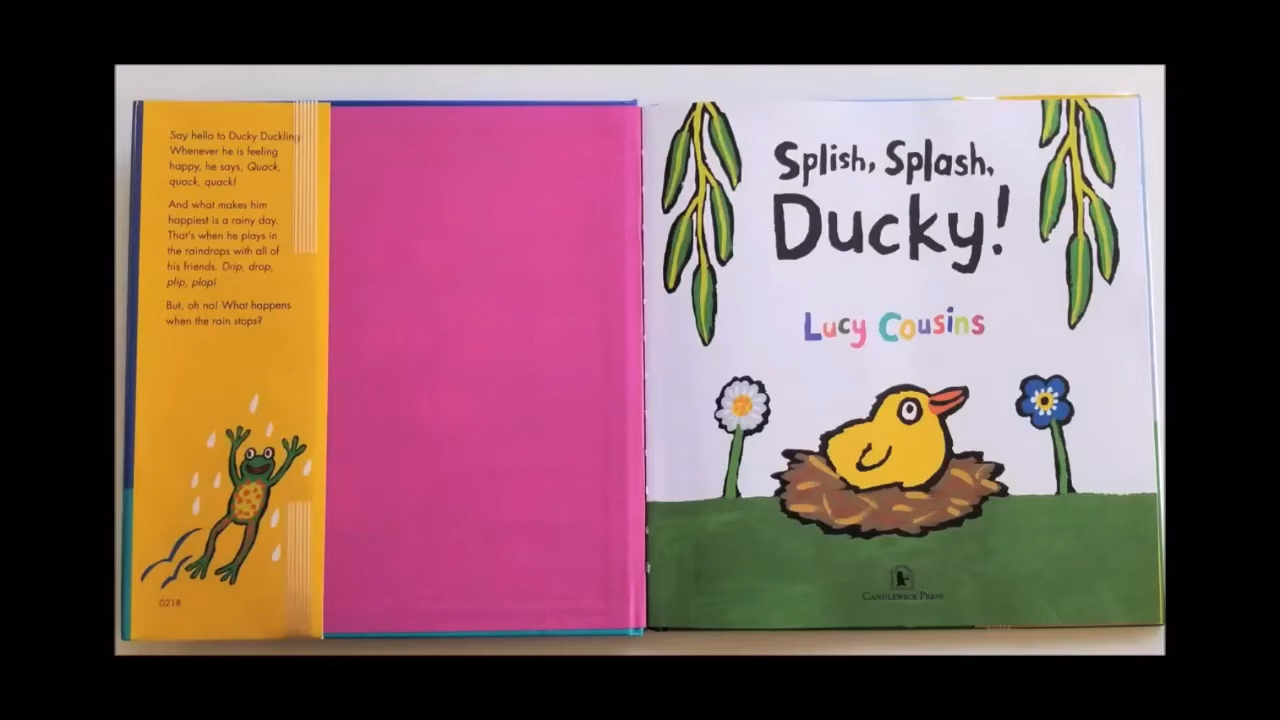 Say hello to Ducky Duckling
Whenever he is feeling
happy, he says, Quack,
quack, quack!
And what makes him
happiest is a rainy day.
That's when he plays in
the raindrops with all of
his friends. Drip, drop,
plip, plop!
But, oh no! What happens
when the rain stops?
0218
Splish, Splash,
Ducky!
Lucy Cousins
CANDLEWICK PRESS